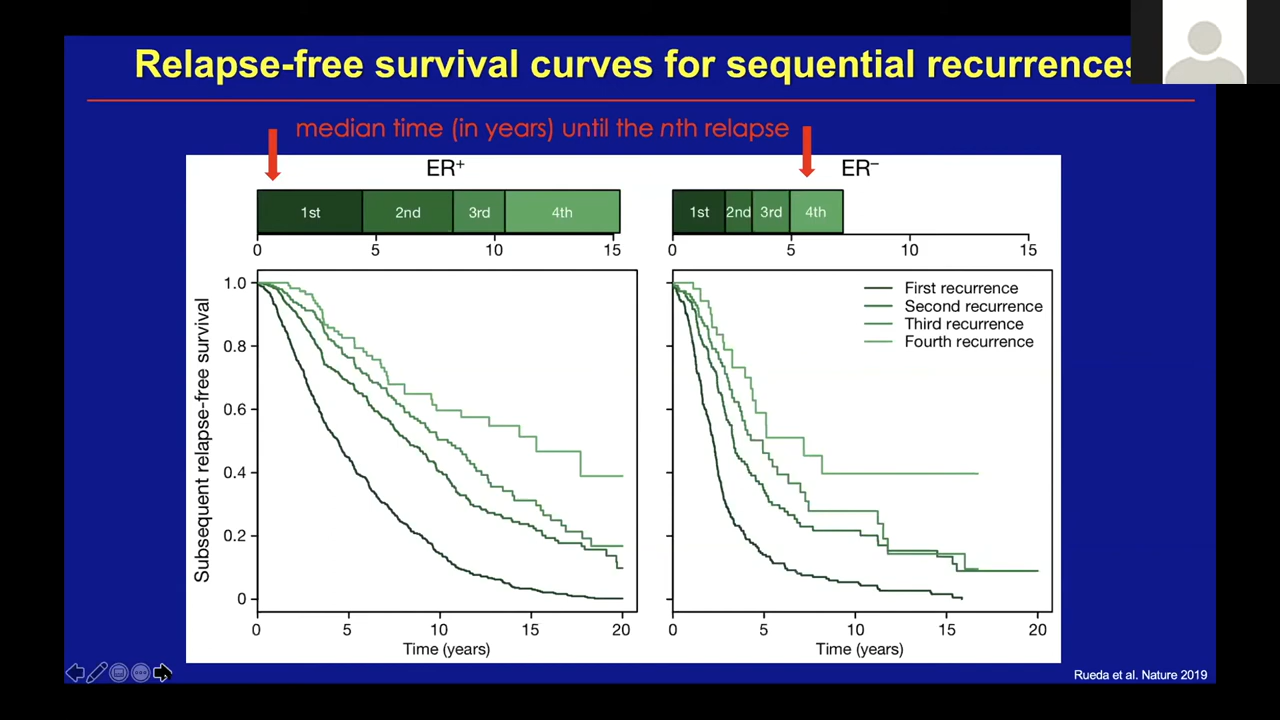 Relapse-free survival curves for sequential recurrences
median time (in years) until the nth relapse
ER+
ER–
1st 2nd 3rd 4th
1st 2nd 3rd 4th
0 5 10 15
0 5 10 15
Subsequent relapse-free survival
1.0
0.8
0.6
0.4
0.2
0
First recurrence
Second recurrence
Third recurrence
Fourth recurrence
0 5 10 15 20
0 5 10 15 20
Time (years)
Time (years)
Rueda et al. Nature 2019